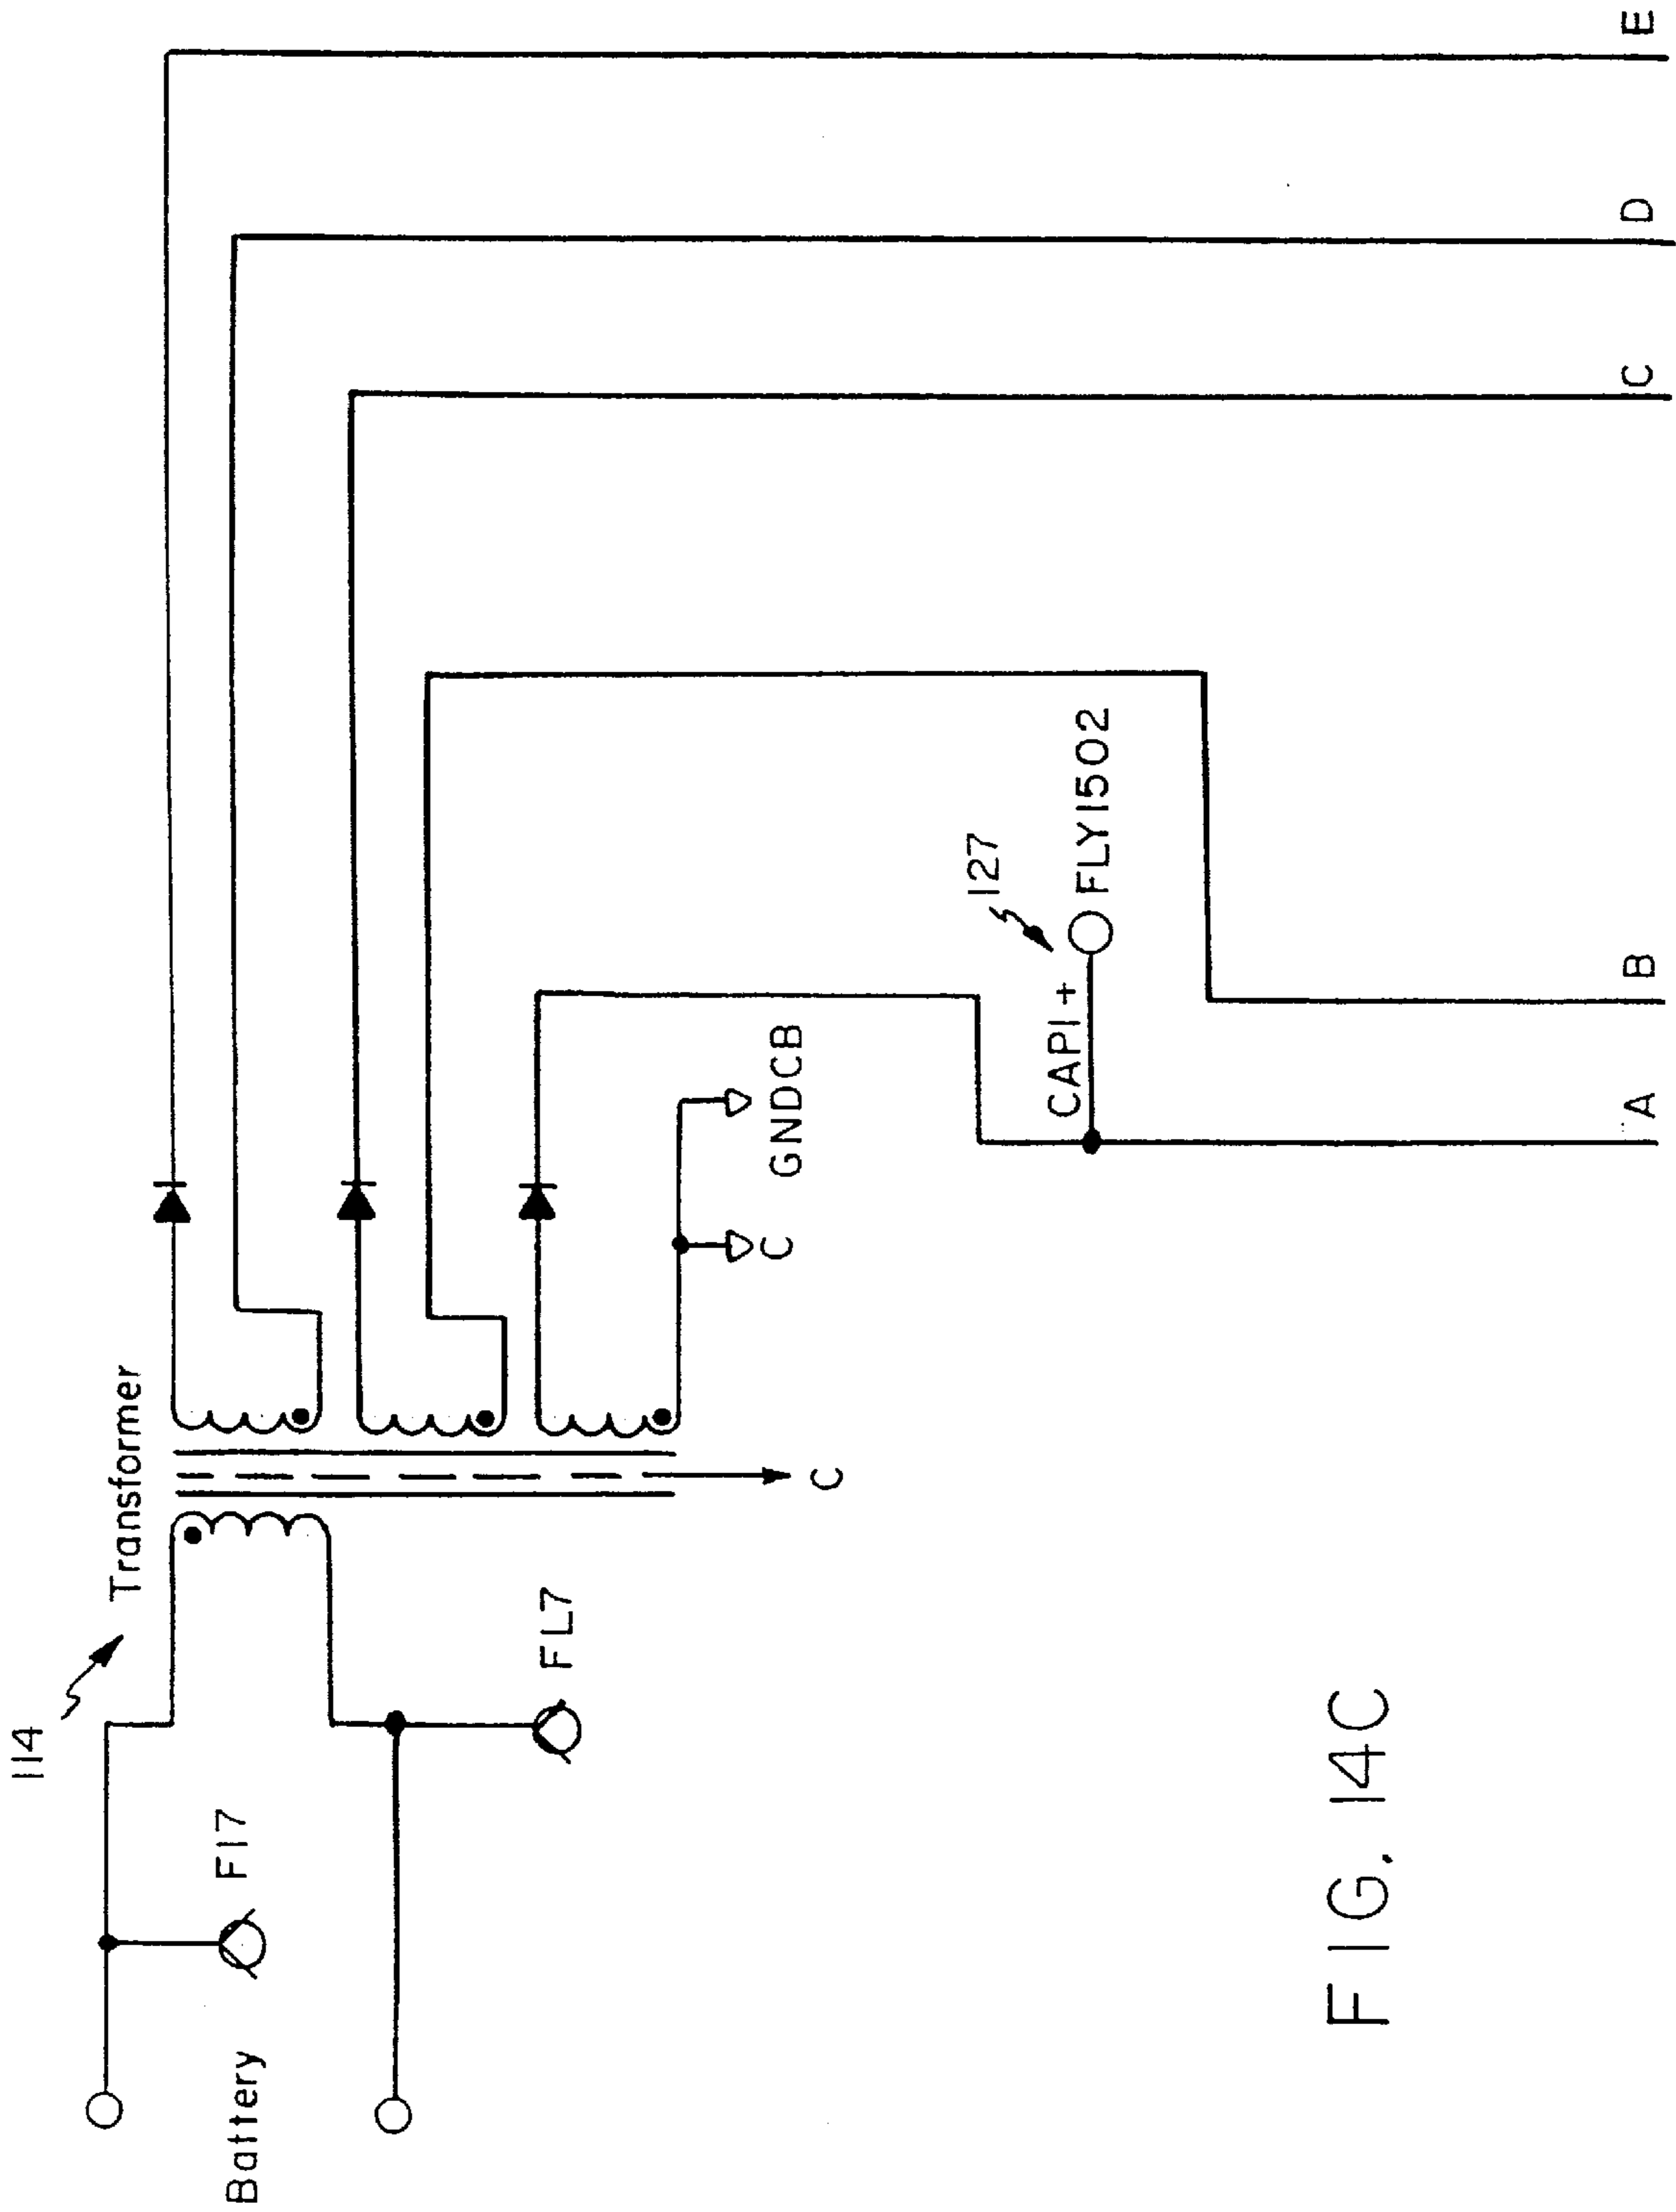 114
Transformer
Battery
F17
FL7
C
C
GNDCB
127
CAP1+
FLY1502
A
B
C
D
E
FIG. 14C